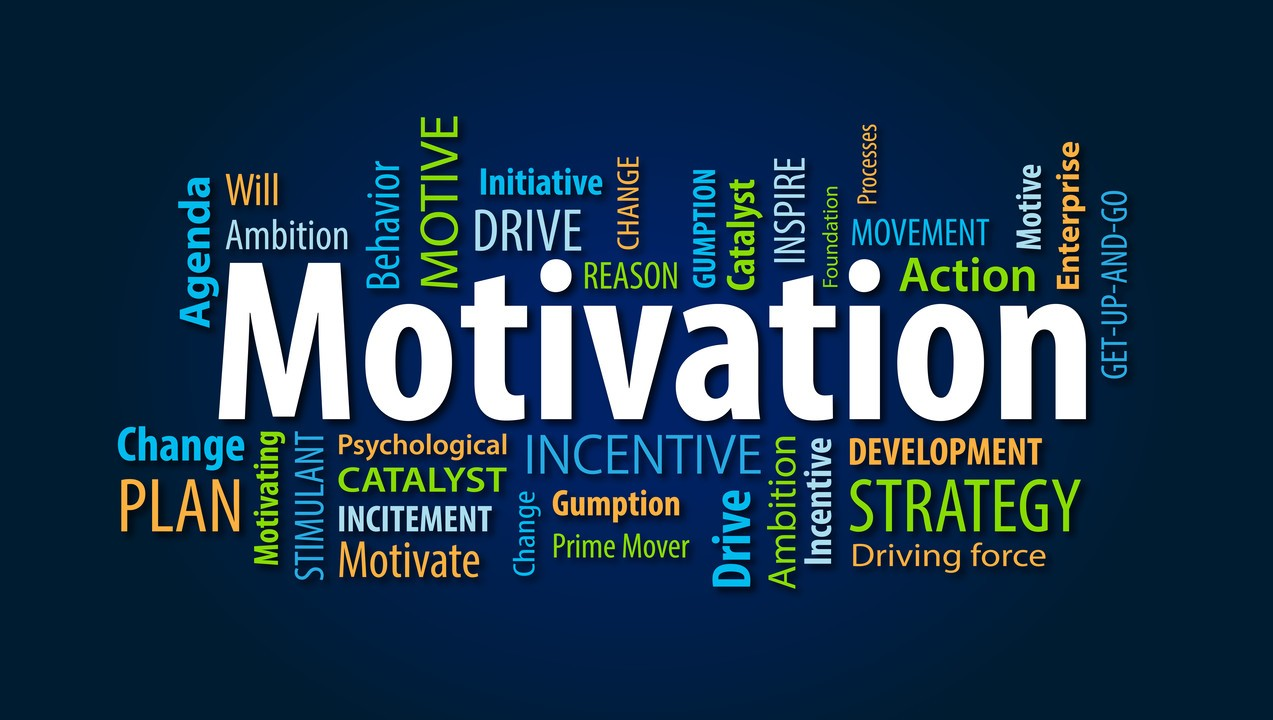 Agenda
Will
Ambition
Behavior
MOTIVE
Initiative
DRIVE
CHANGE
REASON
GUMPTION
Catalyst
INSPIRE
Foundation
Processes
MOVEMENT
Action
Motive
Enterprise
GET-UP-AND-GO
Motivation
Change
PLAN
Motivating
STIMULANT
Psychological
CATALYST
INCITEMENT
Motivate
INCENTIVE
Change
Gumption
Prime Mover
Drive
Ambition
Incentive
DEVELOPMENT
STRATEGY
Driving force